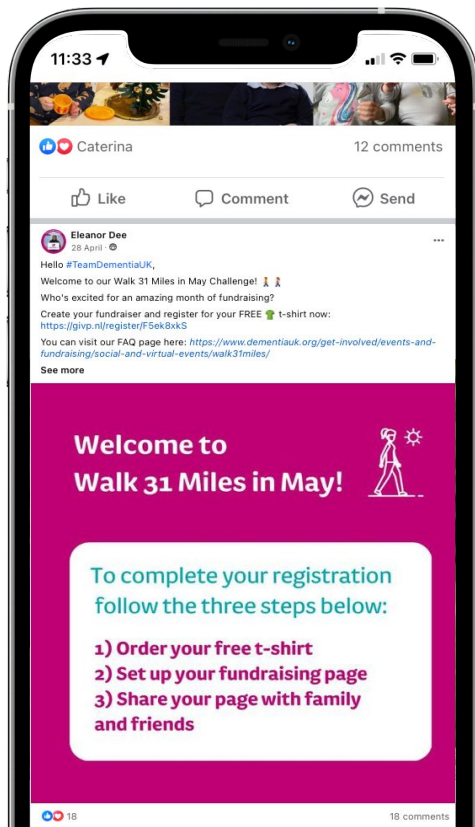 11:33
Caterina
12 comments
Like
Comment
Send
Eleanor Dee
28 April ·
Hello #TeamDementiaUK,
Welcome to our Walk 31 Miles in May Challenge!
Who's excited for an amazing month of fundraising?
Create your fundraiser and register for your FREE t-shirt now:
https://givp.nl/register/F5ek8xkS
You can visit our FAQ page here: https://www.dementiauk.org/get-involved/events-and-
fundraising/social-and-virtual-events/walk31miles/
See more
Welcome to
Walk 31 Miles in May!
To complete your registration
follow the three steps below:
1) Order your free t-shirt
2) Set up your fundraising page
3) Share your page with family
and friends
18
18 comments